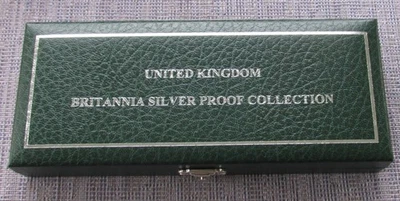 UNITED KINGDOM
BRITANNIA SILVER PROOF COLLECTION